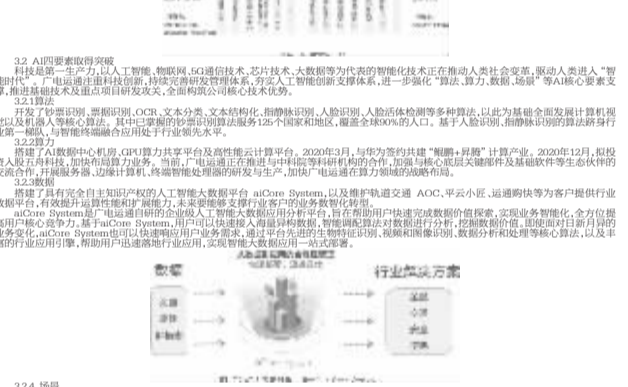 3.2 AI四要素取得突破
科技是第一生产力,以人工智能、物联网、5G通信技术、芯片技术、大数据等为代表的智能化技术正在推动人类社会变革,驱动人类进入“智
能时代”。广电运通注重科技创新,持续完善研发管理体系,夯实人工智能创新体系,进一步强化“算法、算力、数据、场景”等AI核心要素支
撑,推进基础技术及重点项目研发攻关,全面构筑公司核心技术优势。
3.2.1算法
开发了钞票识别、票据识别、OCR、文本分类、文本结构化、指静脉识别、人脸识别、人脸活体检测等多种算法,以此为基础全面发展计算机视
觉以及机器人等核心算法。其中已掌握的钞票识别算法服务125个国家和地区,覆盖全球90%的人口。基于人脸识别、指静脉识别的算法跻身行
业第一梯队,与智能终端融合应用处于行业领先水平。
3.2.2算力
搭建了AI数据中心机房、GPU算力共享平台及高性能云计算平台。2020年3月,与华为签约共建“鲲鹏+昇腾”计算产业。2020年12月,拟投
资入股五舟科技,加快布局算力业务。当前,广电运通正在推进与中科院等科研机构的合作,加强与核心底层关键部件及基础软件等生态伙伴的
交流合作,开展服务器、边缘计算机、终端智能处理器的研发与生产,加快广电运通在算力领域的战略布局。
3.2.3数据
搭建了具有完全自主知识产权的人工智能大数据平台 aiCore System,以及维护轨道交通 AOC、平云小匠、运通购快等为客户提供行业
数据平台,有效提升运算性能和扩展能力,未来要能够支撑行业客户的业务数智化转型。
aiCore System是广电运通自研的企业级人工智能大数据应用分析平台,旨在帮助用户快速完成数据价值探索,实现业务智能化,全方位提
高用户核心竞争力。基于aiCore System,用户可以快速接入海量异构数据,智能调配算法对数据进行分析,挖掘数据价值。即使面对日新月异的
业务变化,aiCore System也可以快速响应用户业务需求,通过平台先进的生物特征识别、视频和图像识别、数据分析和处理等核心算法,以及丰
富的行业应用引擎,帮助用户迅速落地行业应用,实现智能大数据应用一站式部署。
数据
行业解决方案
3.2.4 场景